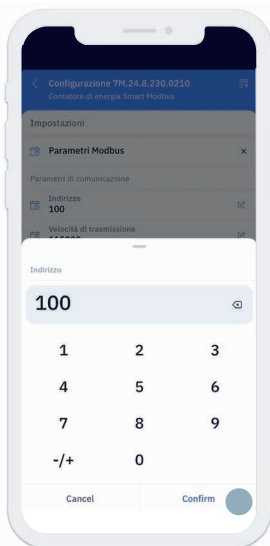 Configurazione 7M.24.8.230.0210
Contatore di energia Smart Modbus
Impostazioni
Parametri Modbus
Parametri di comunicazione
Indirizzo
100
Velocità di trasmissione
Indirizzo
100
1 2 3
4 5 6
7 8 9
-/+ 0
Cancel Confirm